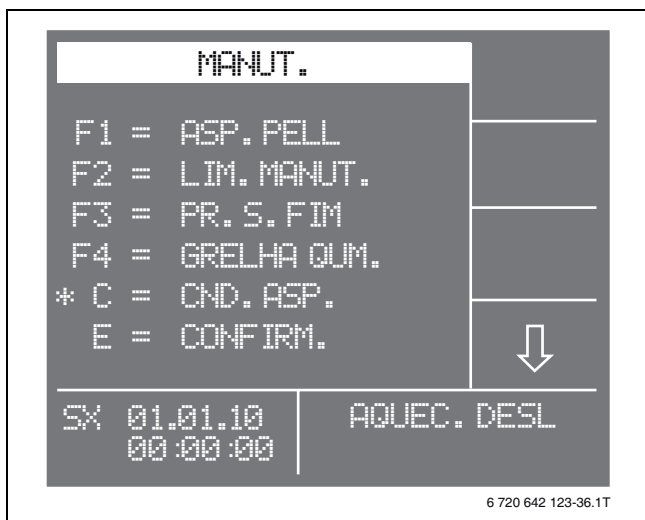 MANUT.
F1 = ASP. PELL
F2 = LIM. MANUT.
F3 = PR. S. FIM
F4 = GRELHA QUM.
* C = CND. ASP.
E = CONFIRM.
SX 01.01.10
00:00:00
AQUEC. DESL
6 720 642 123-36.1T